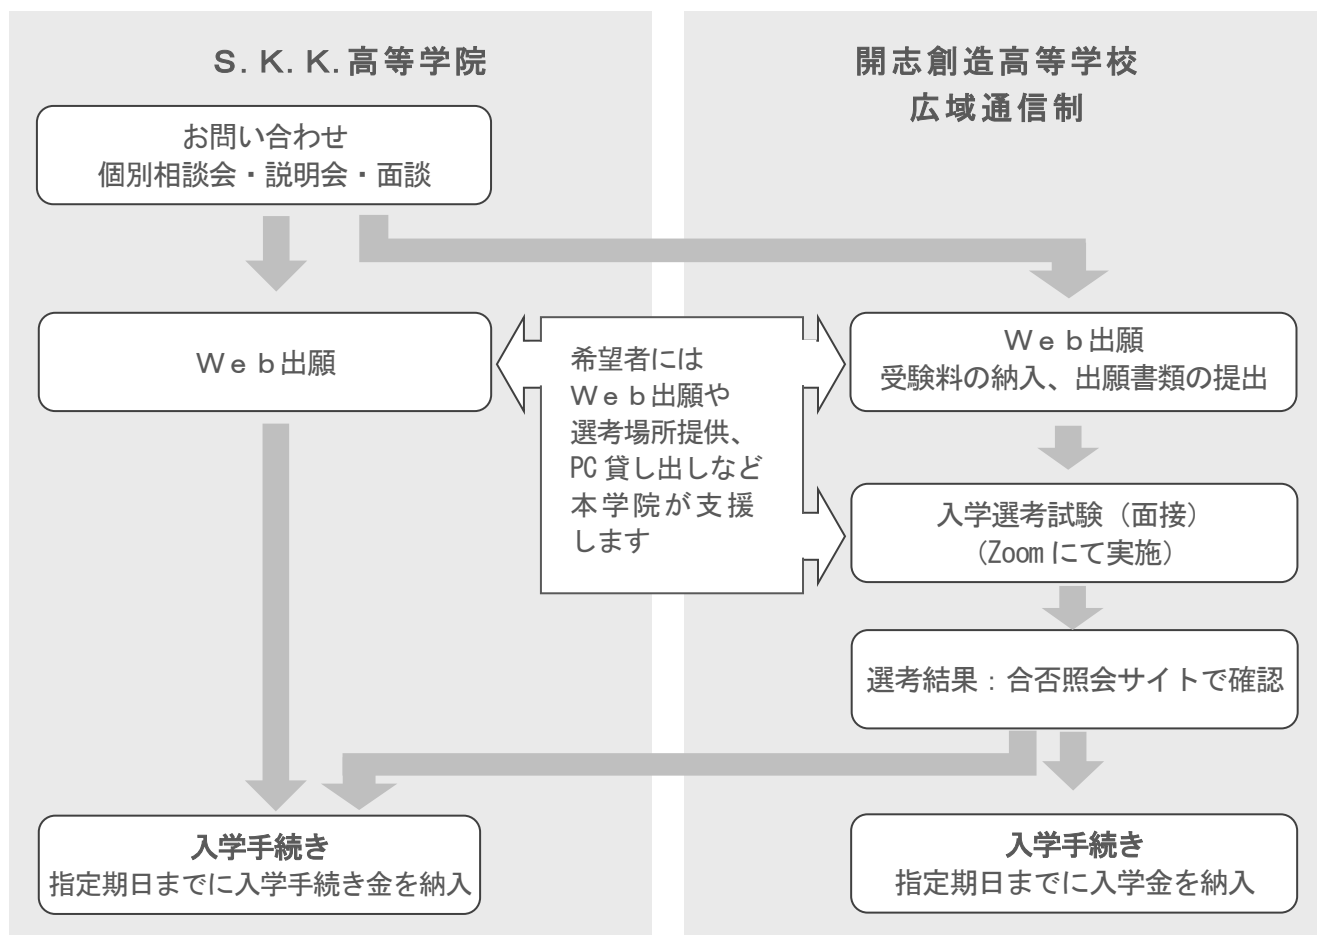 Ｓ.Ｋ.Ｋ.高等学院
開志創造高等学校
広域通信制
お問い合わせ
個別相談会・説明会・面談
Ｗｅｂ出願
希望者には
Ｗｅｂ出願や
選考場所提供、
PC貸し出しなど
本学院が支援
します
Ｗｅｂ出願
受験料の納入、出願書類の提出
入学選考試験（面接）
（Zoomにて実施）
選考結果：合否照会サイトで確認
入学手続き
指定期日までに入学手続き金を納入
入学手続き
指定期日までに入学金を納入